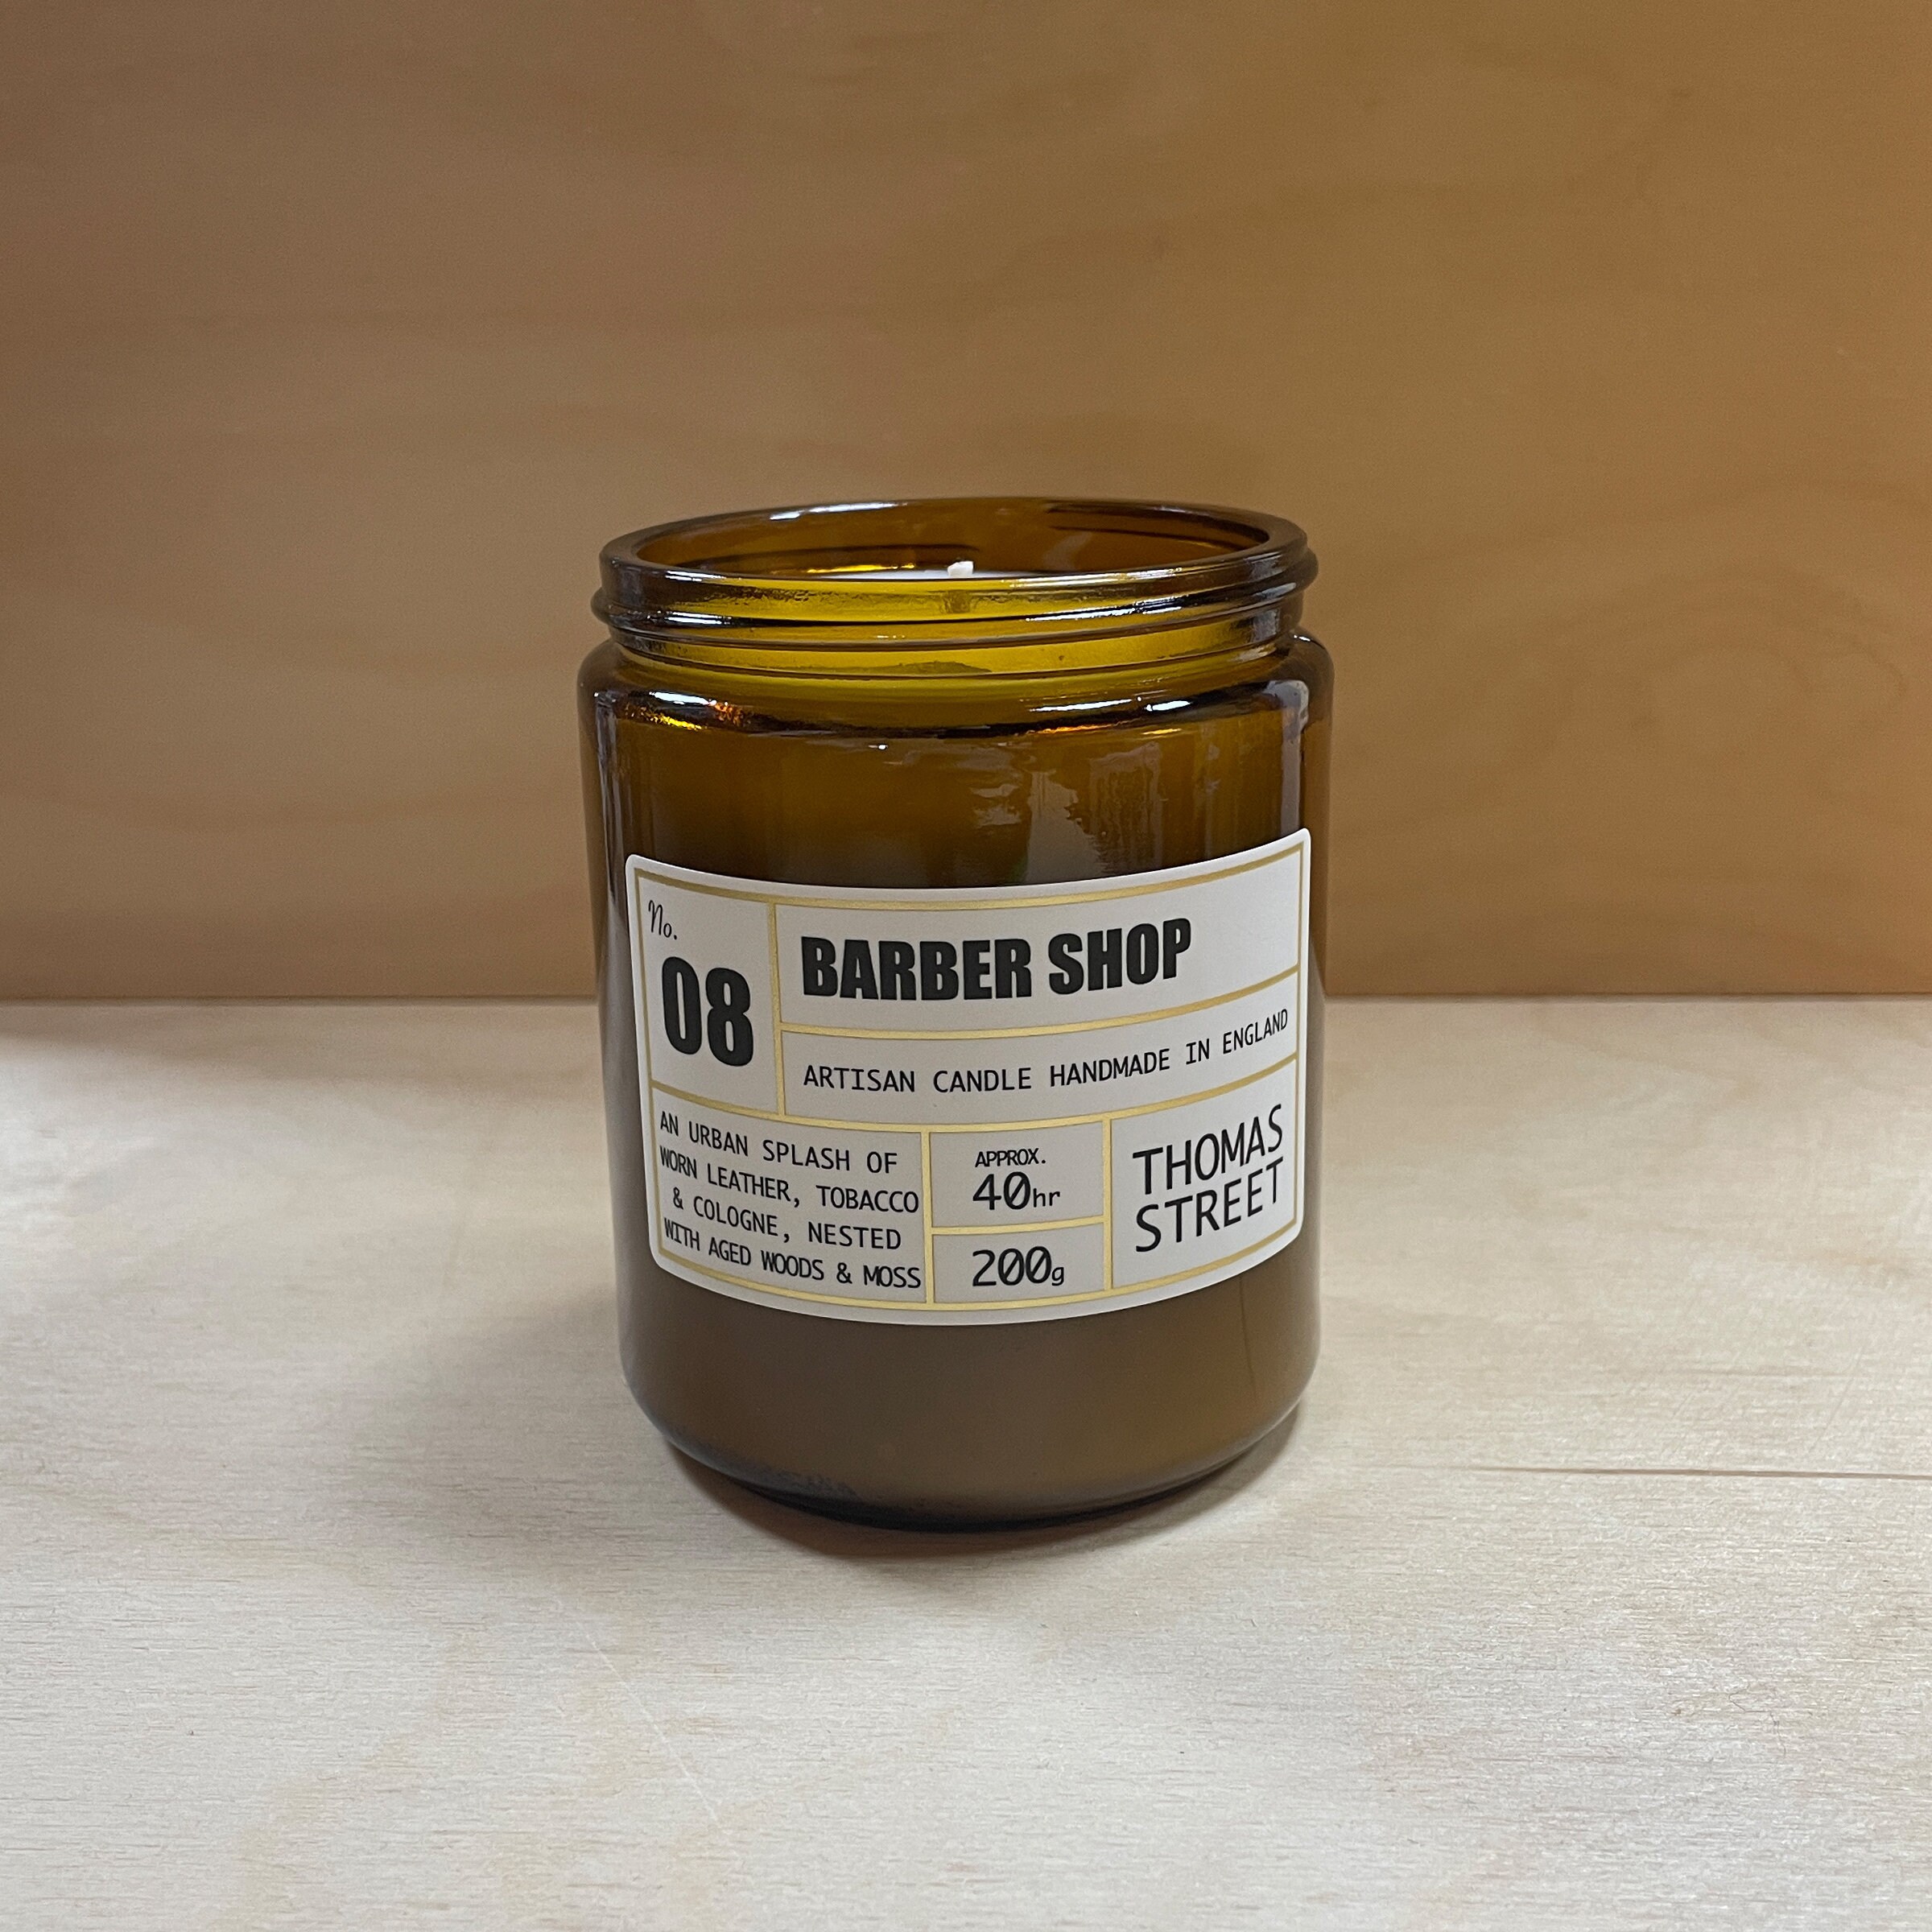 No.
08
BARBER SHOP
ARTISAN CANDLE HANDMADE IN ENGLAND
AN URBAN SPLASH OF
WORN LEATHER, TOBACCO
& COLOGNE, NESTED
WITH AGED WOODS & MOSS
APPROX.
40hr
200g
THOMAS
STREET